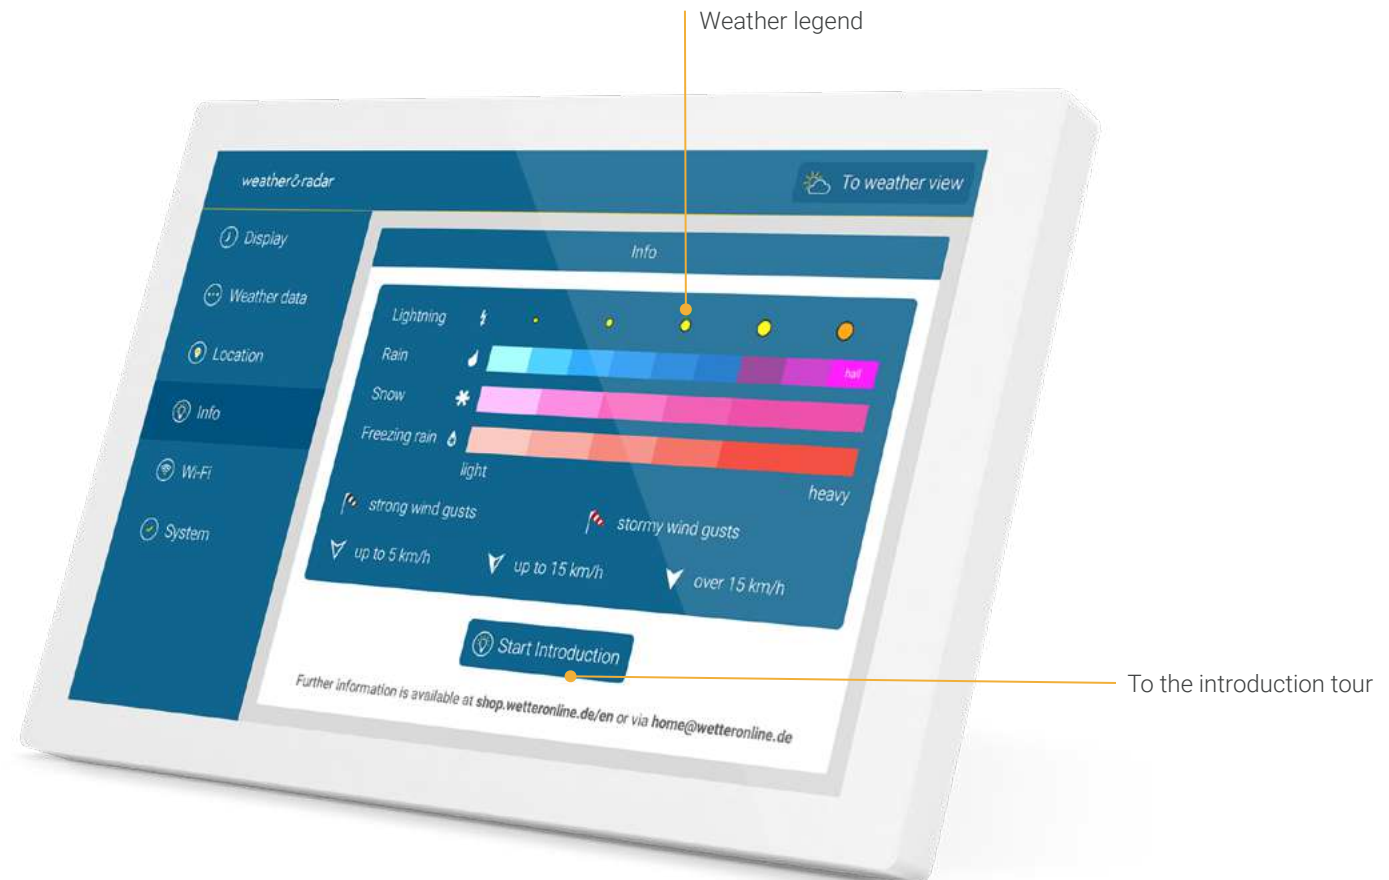 Weather legend
weather&radar
To weather view
Display
Weather data
Location
Info
Wi-Fi
System
Info
Lightning
Rain
hail
Snow
Freezing rain
light
heavy
strong wind gusts
stormy wind gusts
up to 5 km/h
up to 15 km/h
over 15 km/h
Start Introduction
To the introduction tour
Further information is available at shop.wetteronline.de/en or via home@wetteronline.de